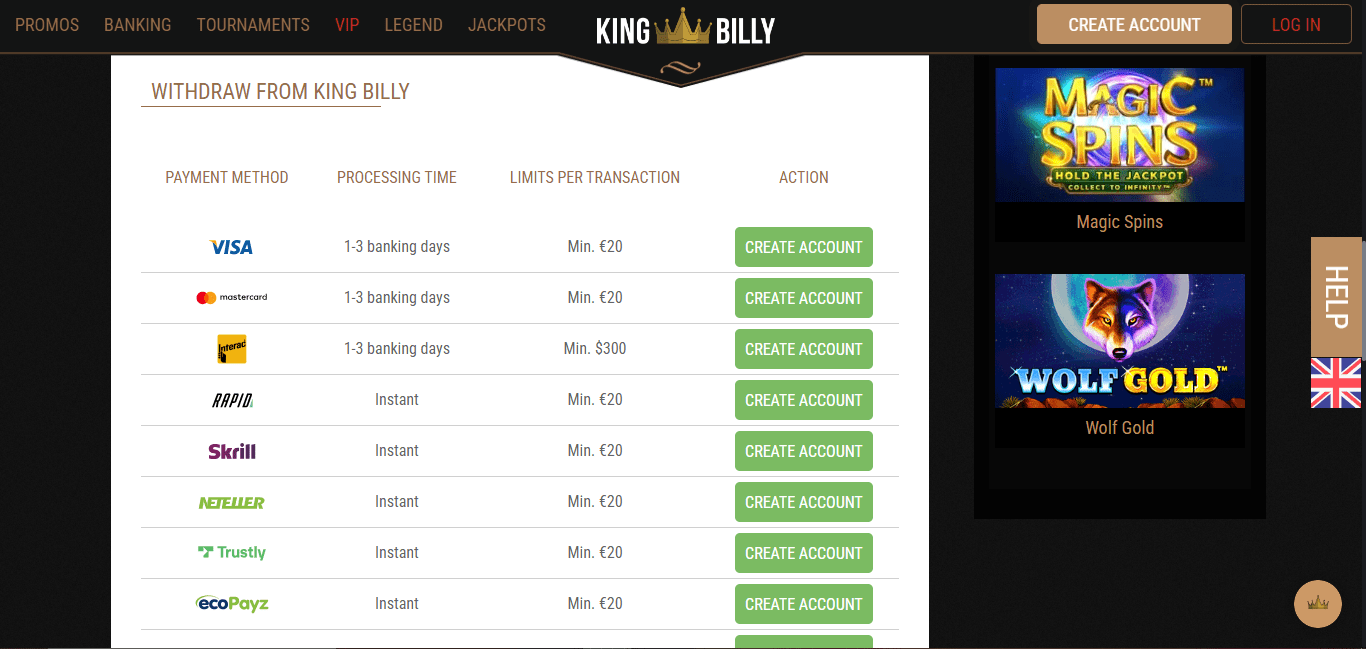 PROMOS BANKING TOURNAMENTS VIP LEGEND JACKPOTS KING BILLY CREATE ACCOUNT LOG IN
WITHDRAW FROM KING BILLY
PAYMENT METHOD PROCESSING TIME LIMITS PER TRANSACTION ACTION
VISA 1-3 banking days Min. €20 CREATE ACCOUNT
mastercard 1-3 banking days Min. €20 CREATE ACCOUNT
Interac 1-3 banking days Min. $300 CREATE ACCOUNT
RAPID Instant Min. €20 CREATE ACCOUNT
Skrill Instant Min. €20 CREATE ACCOUNT
NETELLER Instant Min. €20 CREATE ACCOUNT
Trustly Instant Min. €20 CREATE ACCOUNT
ecoPayz Instant Min. €20 CREATE ACCOUNT
MAGIC™
SPINS
HOLD THE JACKPOT
COLLECT TO INFINITY™
Magic Spins
WOLF GOLD™
Wolf Gold
HELP